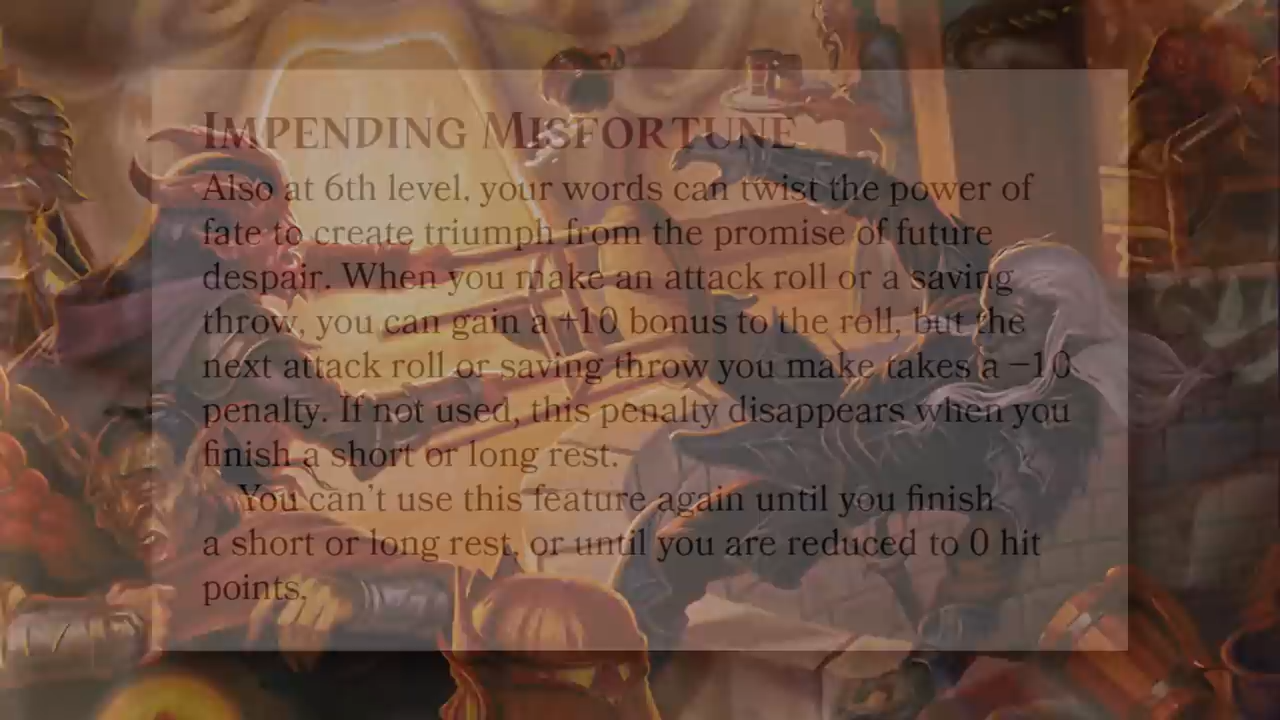 IMPENDING MISFORTUNE
Also at 6th level, your words can twist the power of
fate to create triumph from the promise of future
despair. When you make an attack roll or a saving
throw, you can gain a +10 bonus to the roll, but the
next attack roll or saving throw you make takes a −10
penalty. If not used, this penalty disappears when you
finish a short or long rest.
You can't use this feature again until you finish
a short or long rest, or until you are reduced to 0 hit
points.